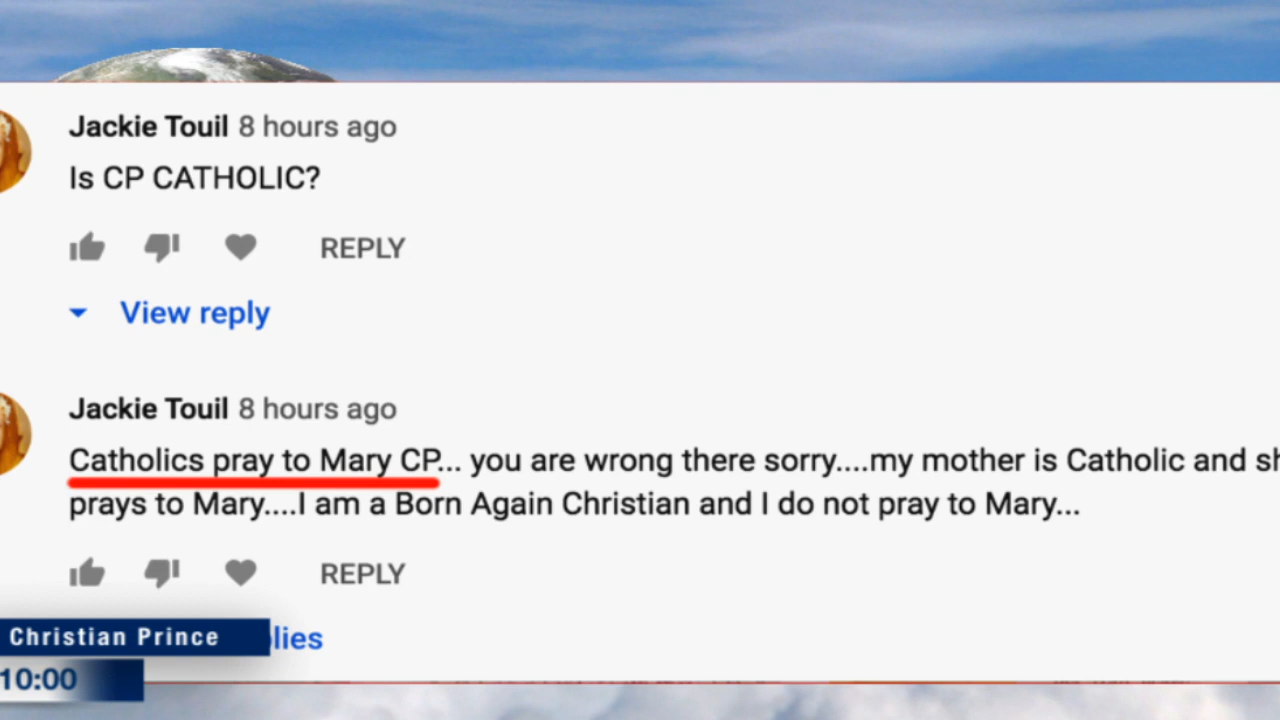 Jackie Touil 8 hours ago
Is CP CATHOLIC?
REPLY
View reply
Jackie Touil 8 hours ago
Catholics pray to Mary CP... you are wrong there sorry....my mother is Catholic and sh
prays to Mary....I am a Born Again Christian and I do not pray to Mary...
REPLY
Christian Prince
lies
10:00